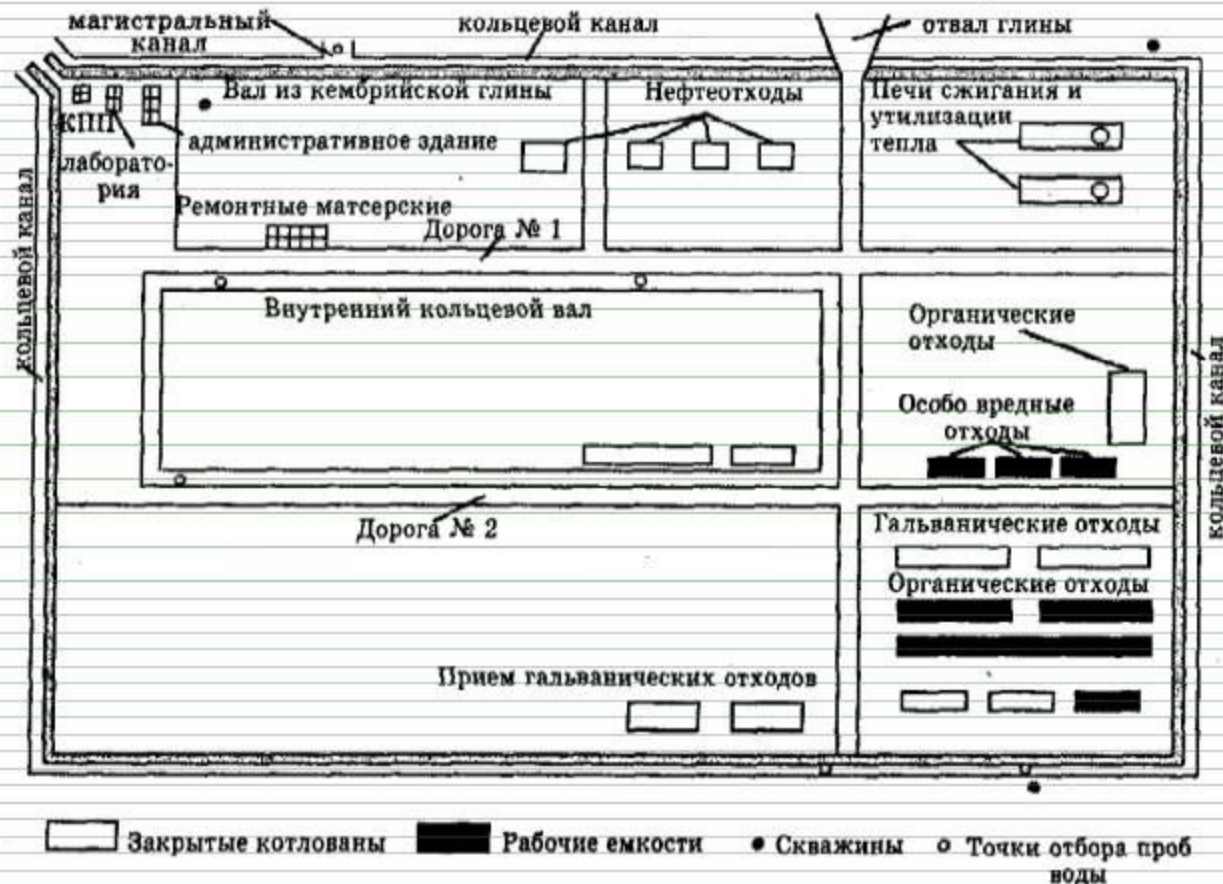 магистральный
канал
кольцевой канал
отвал глины
Вал из кембрийской глины
Нефтеотходы
Печи сжигания и
утилизации
тепла
КПП
административное здание
лаборато-
рия
Ремонтные матсерские
Дорога № 1
кольцевой канал
Внутренний кольцевой вал
Органические
отходы
Особо вредные
отходы
кольцевой канал
Дорога № 2
Гальванические отходы
Органические отходы
Прием гальванических отходов
Закрытые котлованы
Рабочие емкости
Скважины
Точки отбора проб
воды